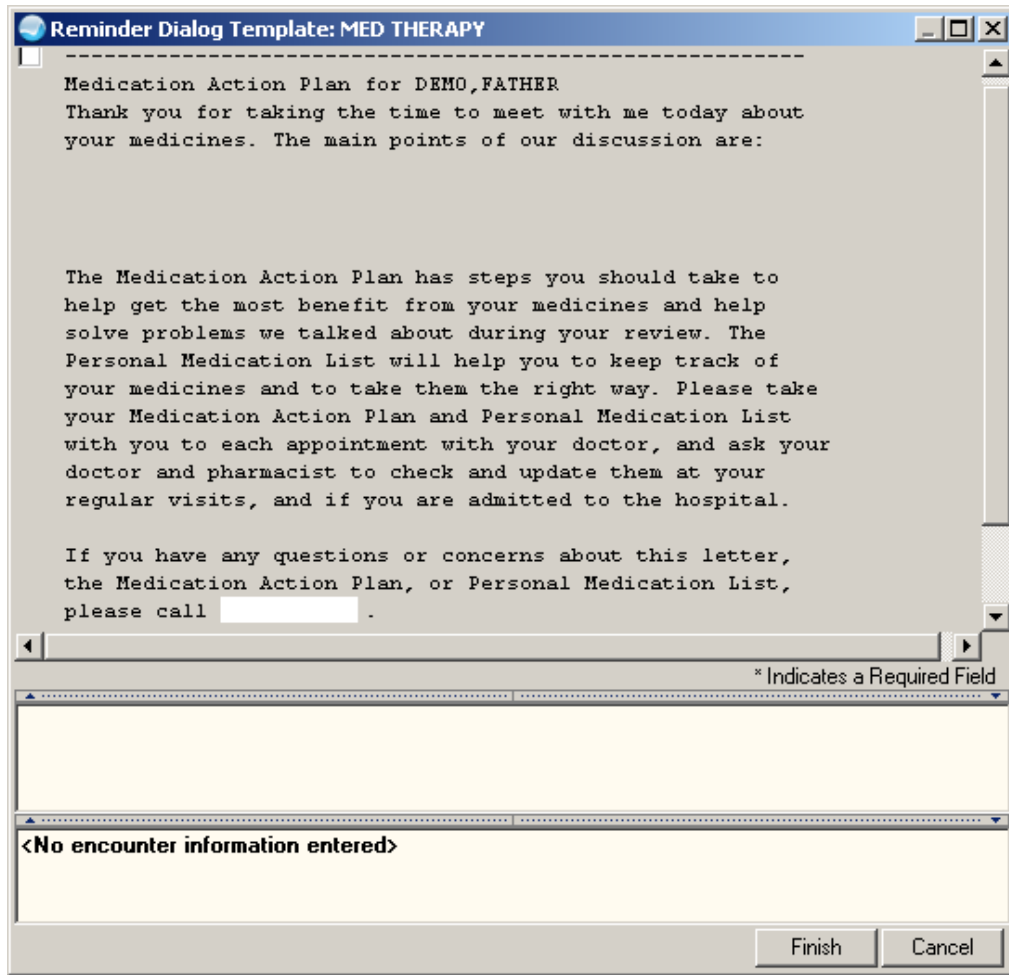 Reminder Dialog Template: MED THERAPY
---------------------------------------------------------
Medication Action Plan for DEMO,FATHER
Thank you for taking the time to meet with me today about
your medicines. The main points of our discussion are:
The Medication Action Plan has steps you should take to
help get the most benefit from your medicines and help
solve problems we talked about during your review. The
Personal Medication List will help you to keep track of
your medicines and to take them the right way. Please take
your Medication Action Plan and Personal Medication List
with you to each appointment with your doctor, and ask your
doctor and pharmacist to check and update them at your
regular visits, and if you are admitted to the hospital.
If you have any questions or concerns about this letter,
the Medication Action Plan, or Personal Medication List,
please call .
* Indicates a Required Field
<No encounter information entered>
Finish Cancel